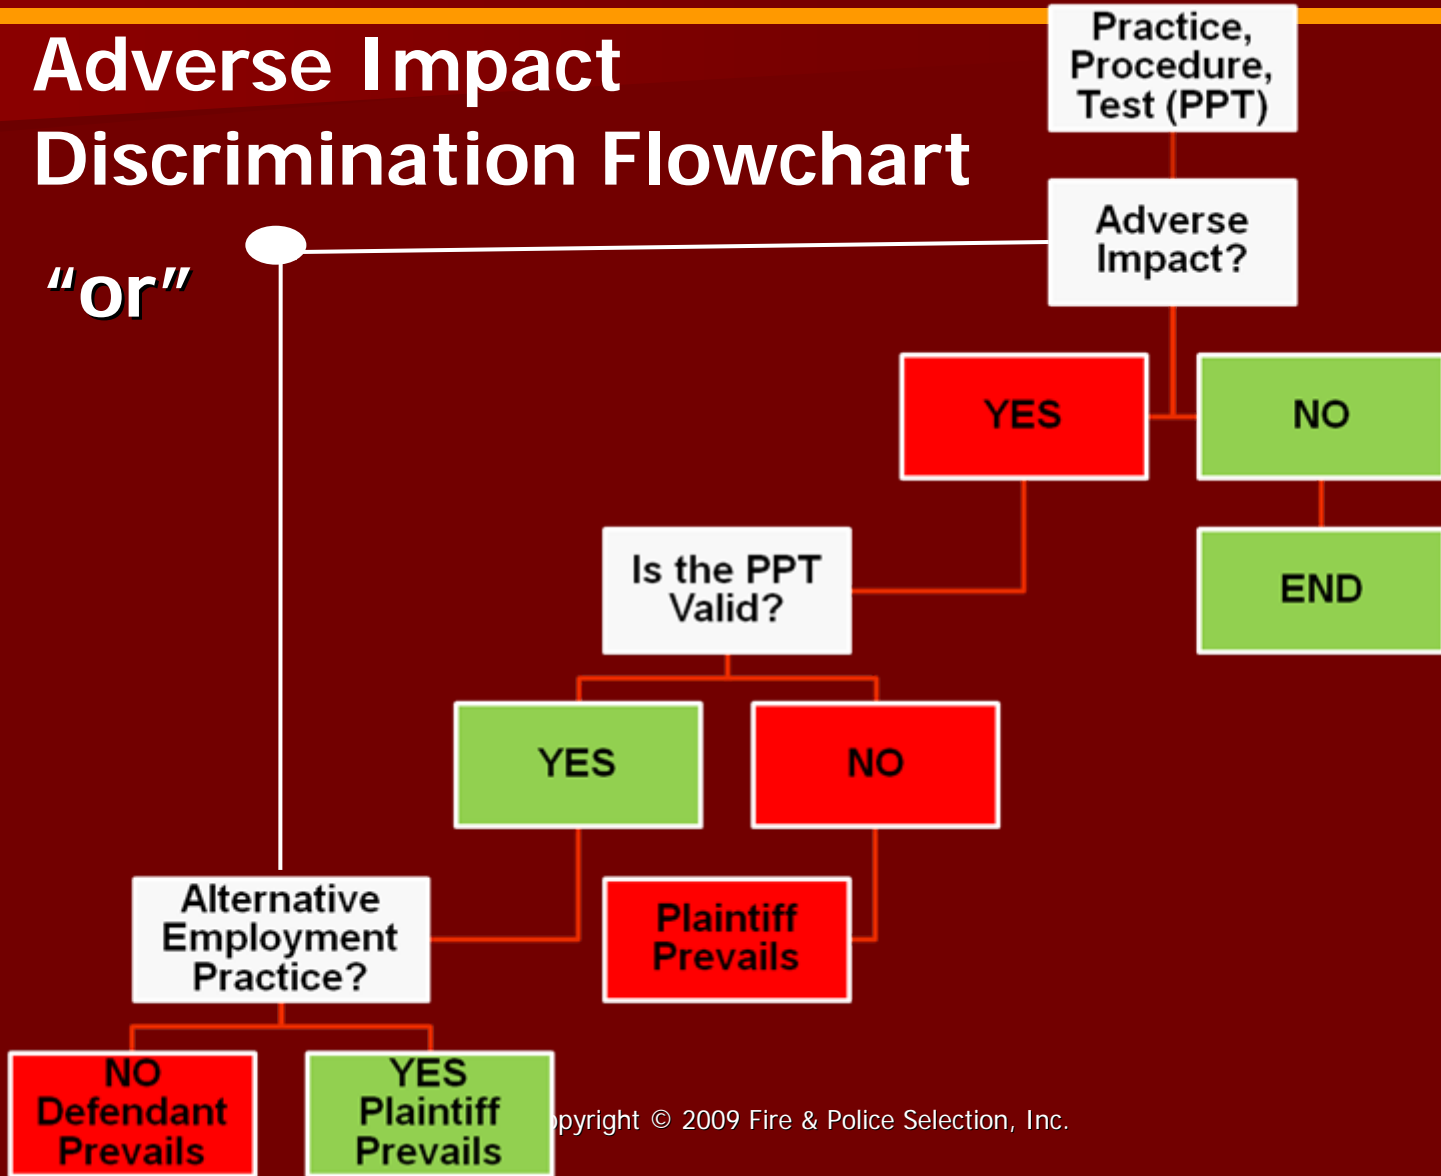 Adverse Impact
Discrimination Flowchart
“or”
Practice,
Procedure,
Test (PPT)
Adverse
Impact?
YES
NO
END
Is the PPT
Valid?
YES
NO
Plaintiff
Prevails
Alternative
Employment
Practice?
NO
Defendant
Prevails
YES
Plaintiff
Prevails
opyright © 2009 Fire & Police Selection, Inc.